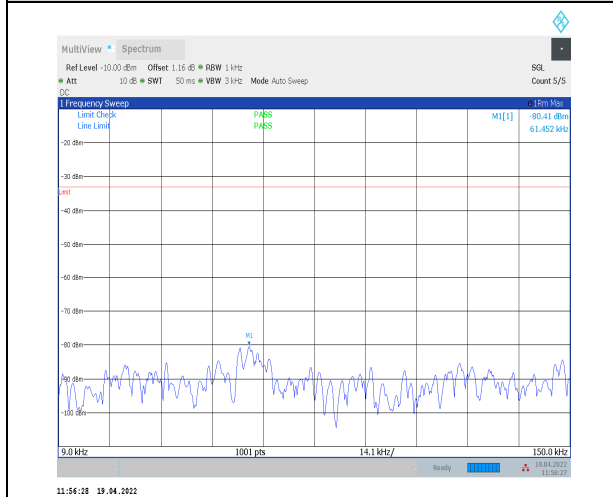 MultiView Spectrum
Ref Level -10.00 dBm Offset 1.16 dB RBW 1 kHz SGL
Att 10 dB SWT 50 ms VBW 3 kHz Mode Auto Sweep Count 5/5
DC
1 Frequency Sweep 1Rm Max
Limit Check PASS M1[1] -80.41 dBm
Line Limit PASS 61.452 kHz
-20 dBm
-30 dBm
Limit
-40 dBm
-50 dBm
-60 dBm
-70 dBm
M1
-80 dBm
-90 dBm
-100 dBm
9.0 kHz 1001 pts 14.1 kHz/ 150.0 kHz
Ready 19.04.2022
11:56:27
11:56:28 19.04.2022